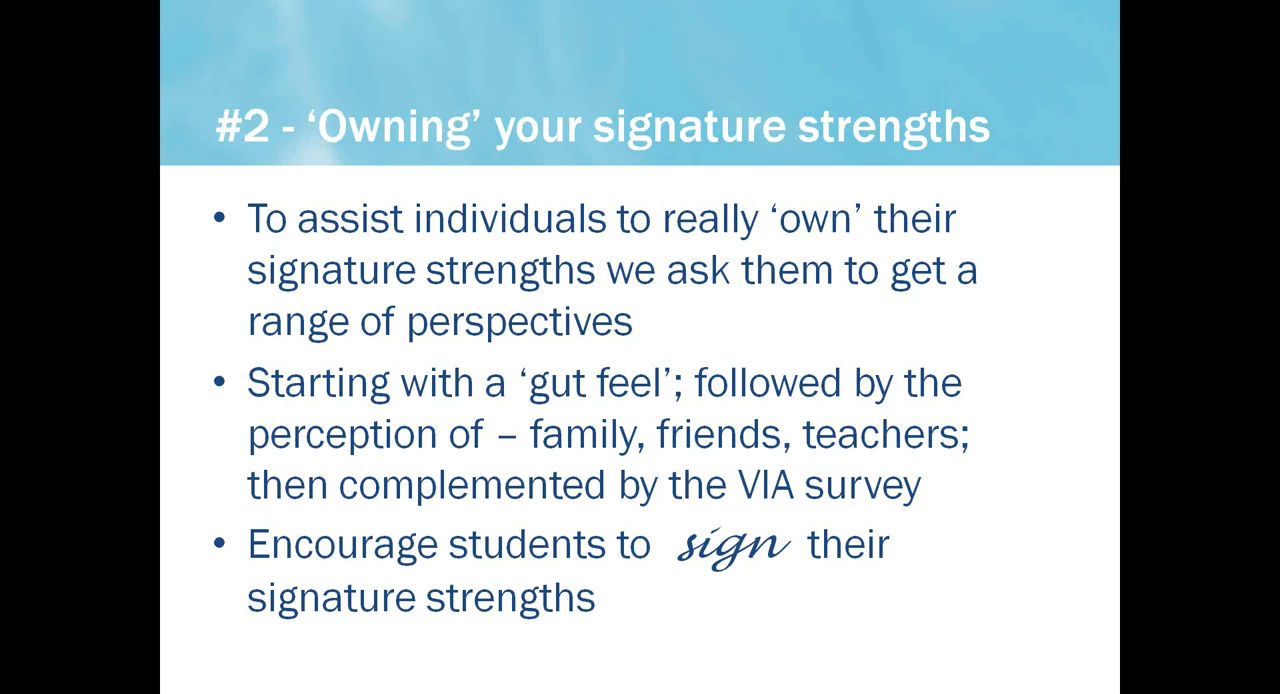 #2 - ‘Owning’ your signature strengths
• To assist individuals to really ‘own’ their
signature strengths we ask them to get a
range of perspectives
• Starting with a ‘gut feel’; followed by the
perception of – family, friends, teachers;
then complemented by the VIA survey
• Encourage students to sign their
signature strengths